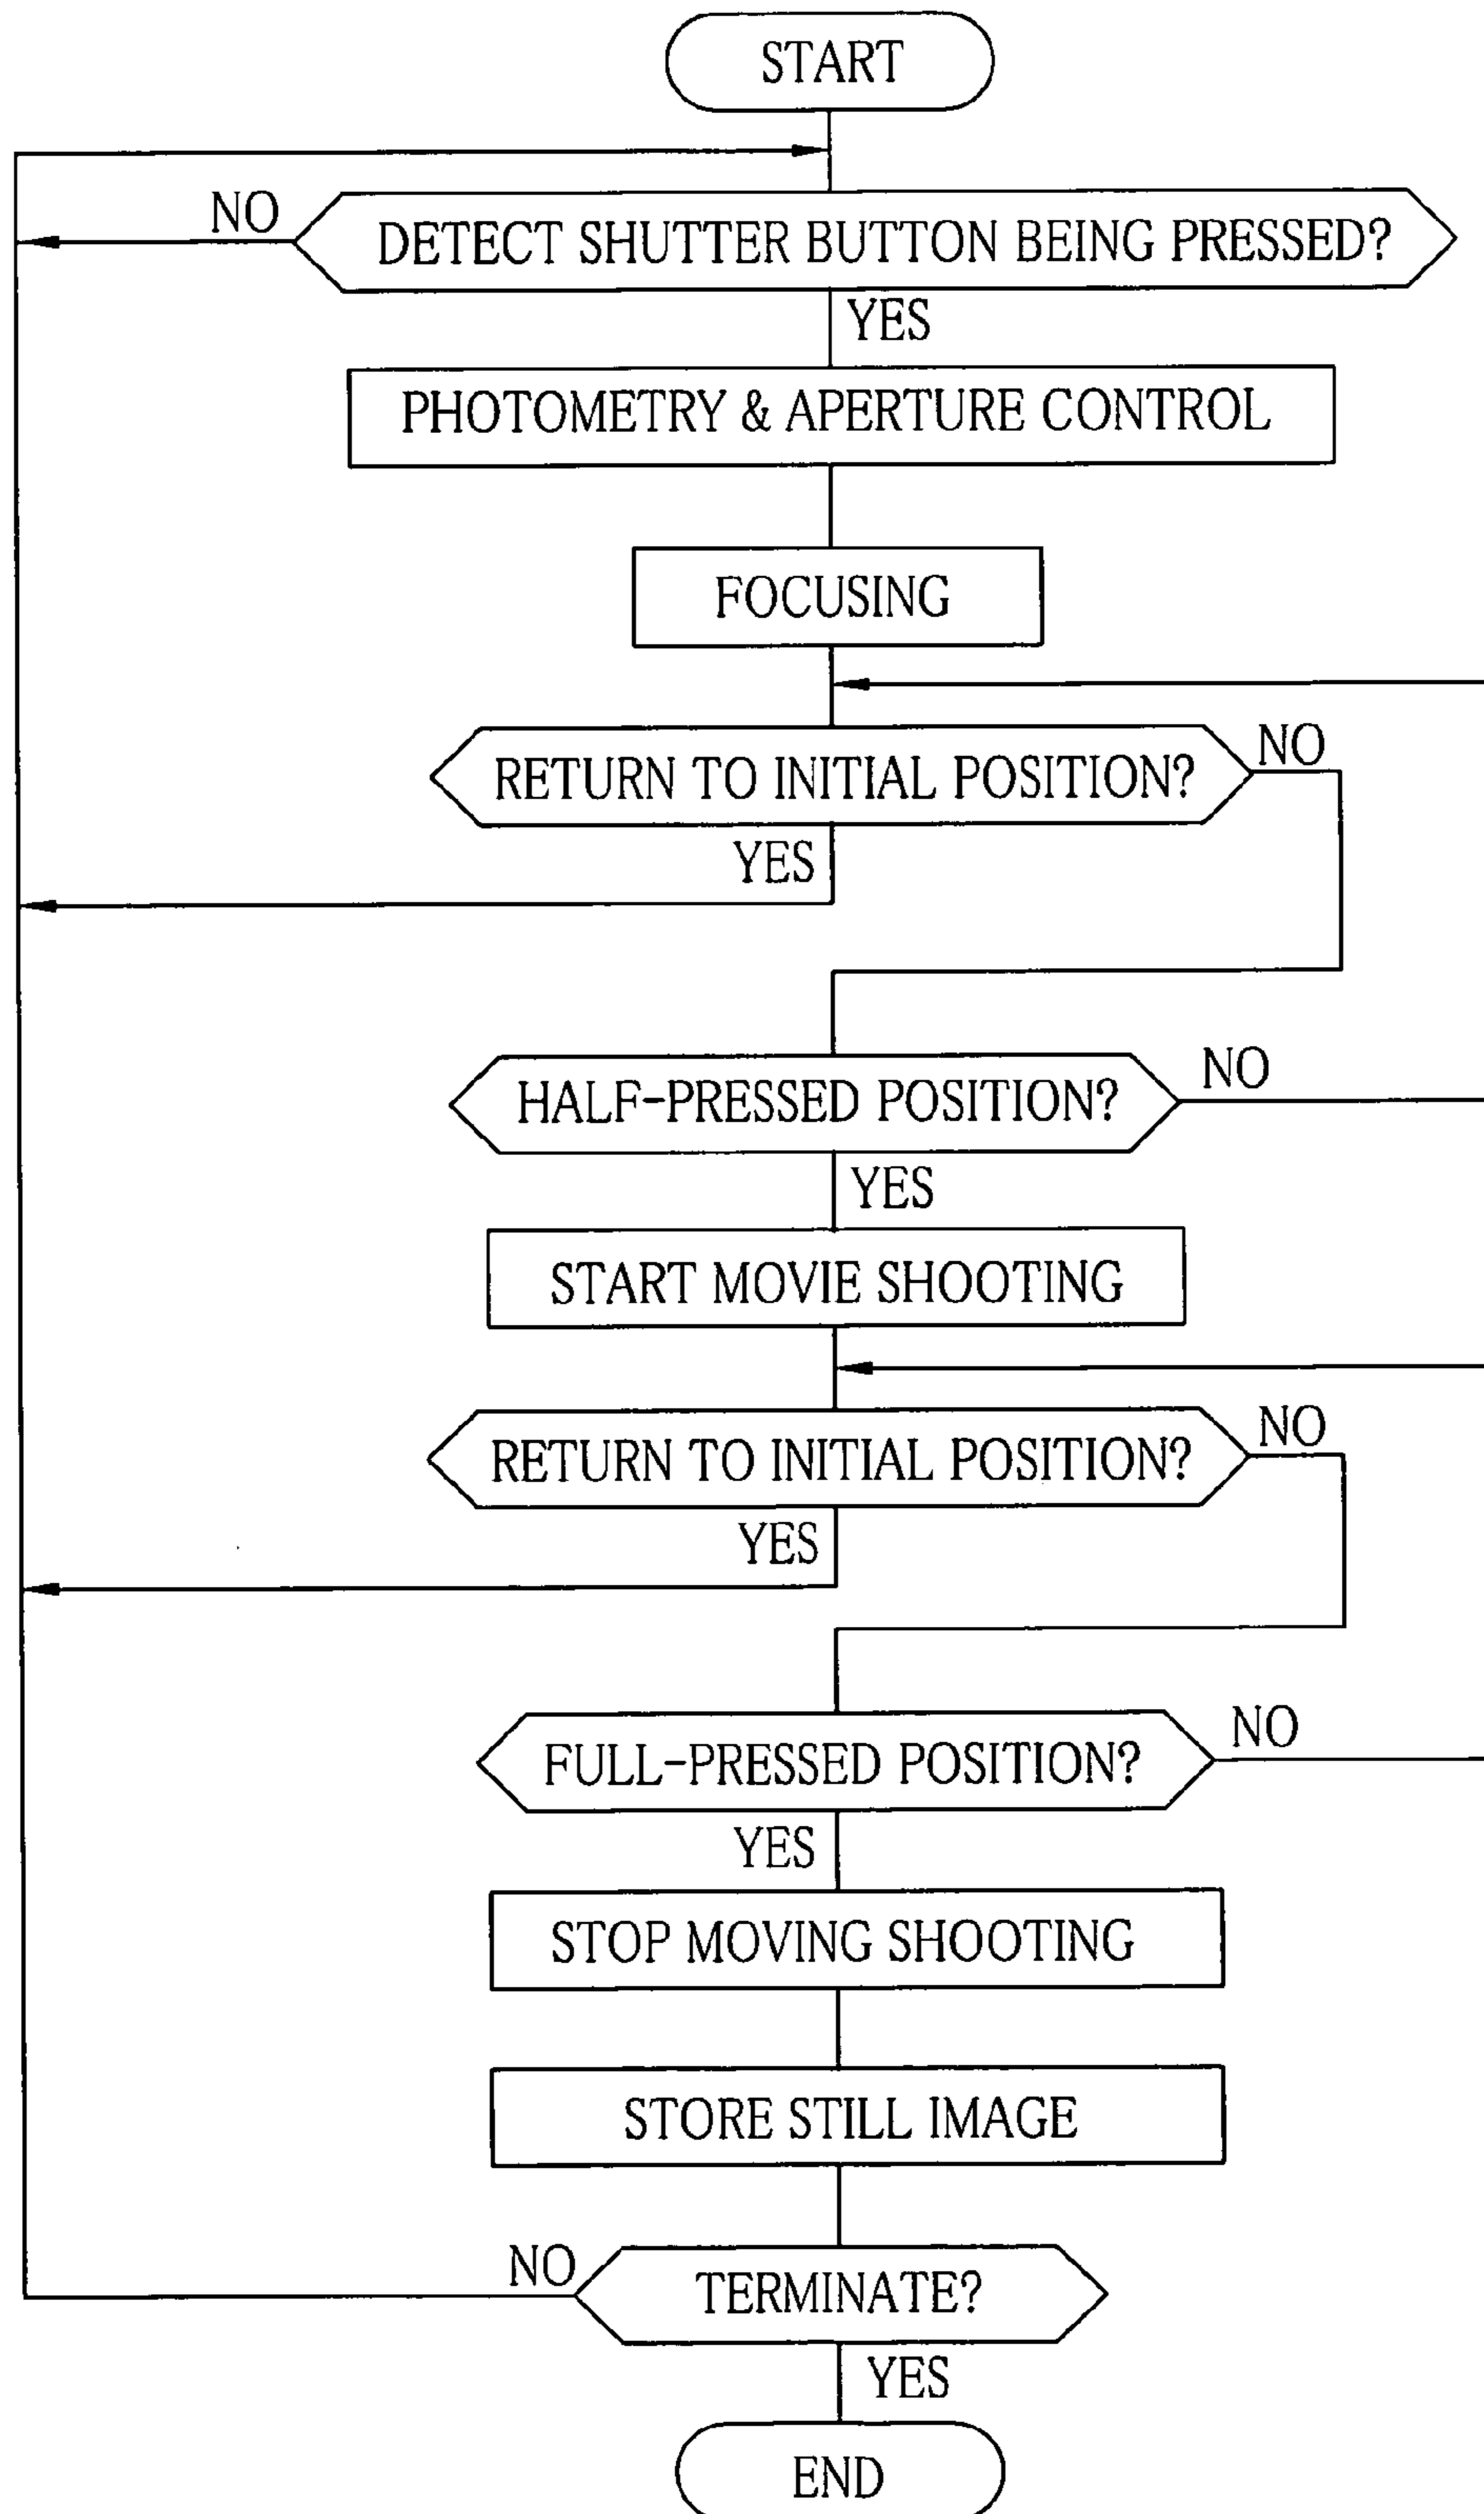 START
NO
DETECT SHUTTER BUTTON BEING PRESSED?
YES
PHOTOMETRY & APERTURE CONTROL
FOCUSING
RETURN TO INITIAL POSITION?
NO
YES
HALF-PRESSED POSITION?
NO
YES
START MOVIE SHOOTING
RETURN TO INITIAL POSITION?
NO
YES
FULL-PRESSED POSITION?
NO
YES
STOP MOVING SHOOTING
STORE STILL IMAGE
NO
TERMINATE?
YES
END